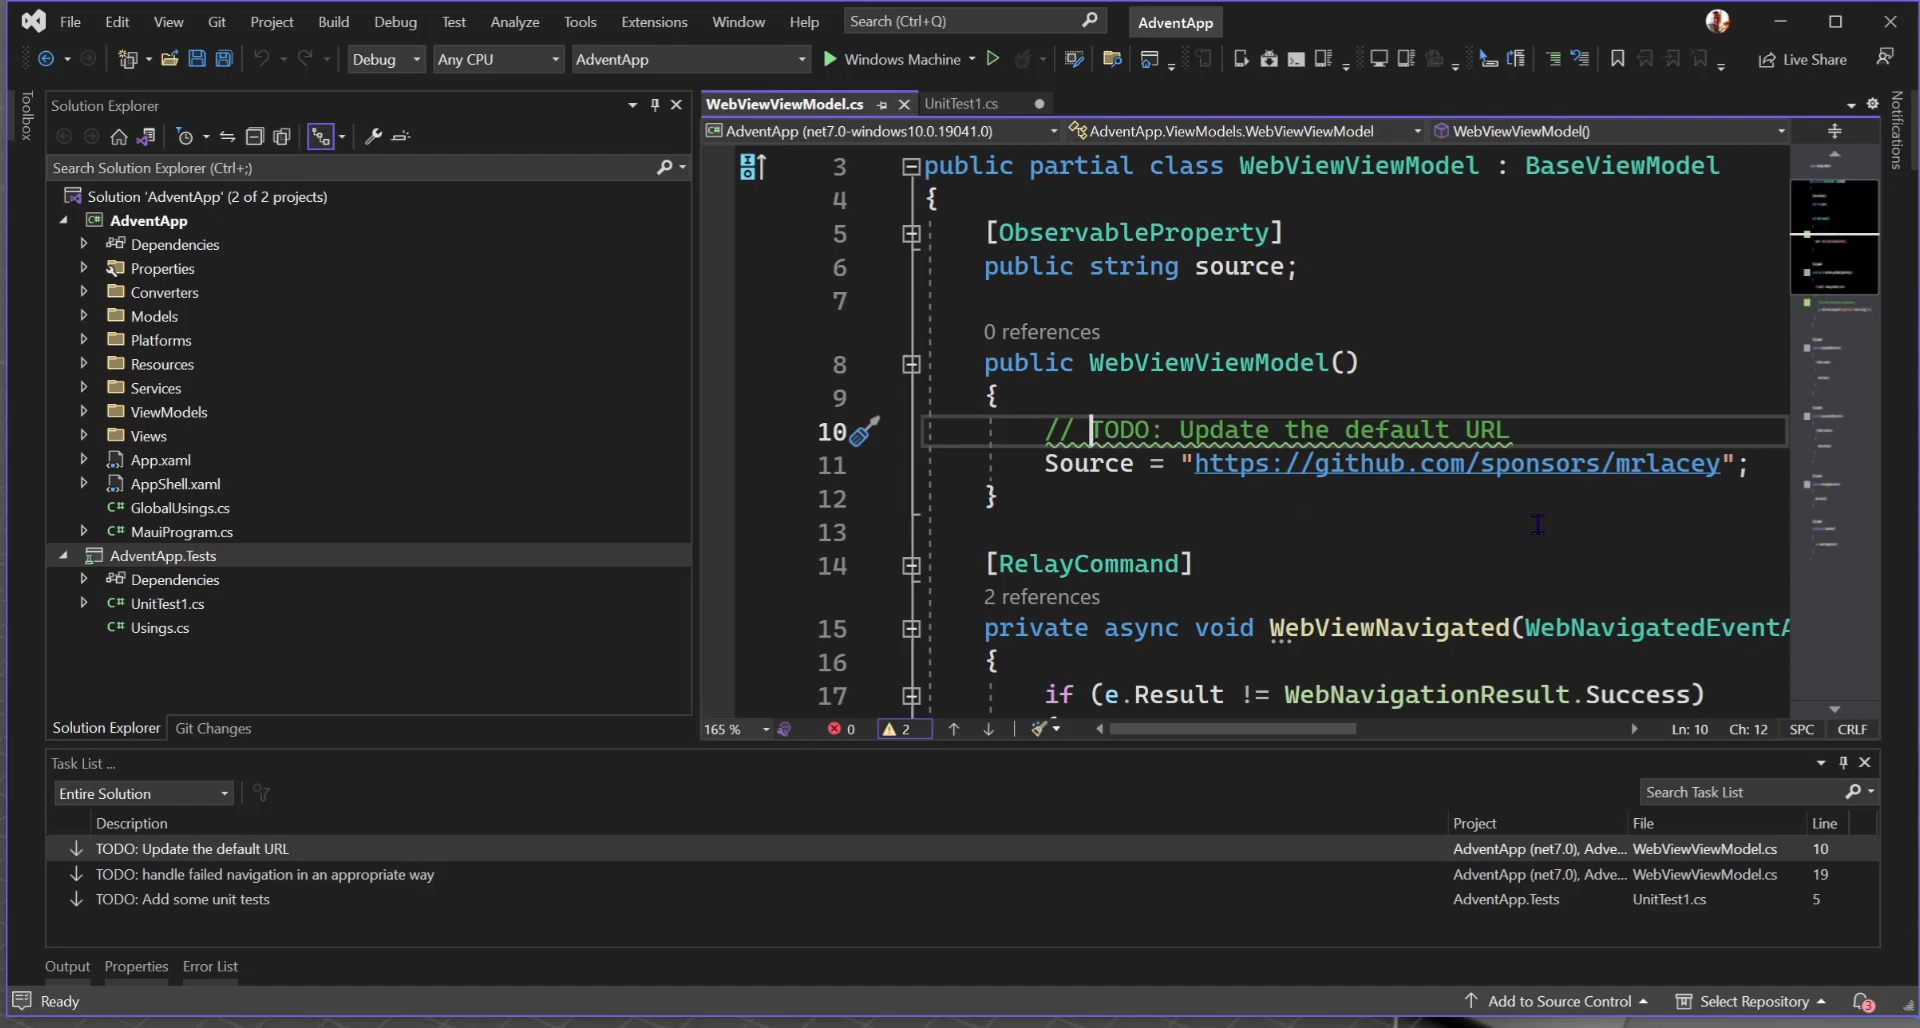 File Edit View Git Project Build Debug Test Analyze Tools Extensions Window Help Search (Ctrl+Q) AdventApp
Debug Any CPU AdventApp Windows Machine Live Share
Toolbox
Solution Explorer
Search Solution Explorer (Ctrl+;)
Solution 'AdventApp' (2 of 2 projects)
AdventApp
Dependencies
Properties
Converters
Models
Platforms
Resources
Services
ViewModels
Views
App.xaml
AppShell.xaml
GlobalUsings.cs
MauiProgram.cs
AdventApp.Tests
Dependencies
UnitTest1.cs
Usings.cs
Solution Explorer Git Changes
WebViewViewModel.cs UnitTest1.cs
AdventApp (net7.0-windows10.0.19041.0) AdventApp.ViewModels.WebViewViewModel WebViewViewModel()
3 public partial class WebViewViewModel : BaseViewModel
4 {
5 [ObservableProperty]
6 public string source;
7
0 references
8 public WebViewViewModel()
9 {
10 // TODO: Update the default URL
11 Source = "https://github.com/sponsors/mrlacey";
12 }
13
14 [RelayCommand]
2 references
15 private async void WebViewNavigated(WebNavigatedEventA
16 {
17 if (e.Result != WebNavigationResult.Success)
165 % 0 2 Ln: 10 Ch: 12 SPC CRLF
Notifications
Task List ...
Entire Solution Search Task List
Description Project File Line
TODO: Update the default URL AdventApp (net7.0), Adve... WebViewViewModel.cs 10
TODO: handle failed navigation in an appropriate way AdventApp (net7.0), Adve... WebViewViewModel.cs 19
TODO: Add some unit tests AdventApp.Tests UnitTest1.cs 5
Output Properties Error List
Ready Add to Source Control Select Repository 3